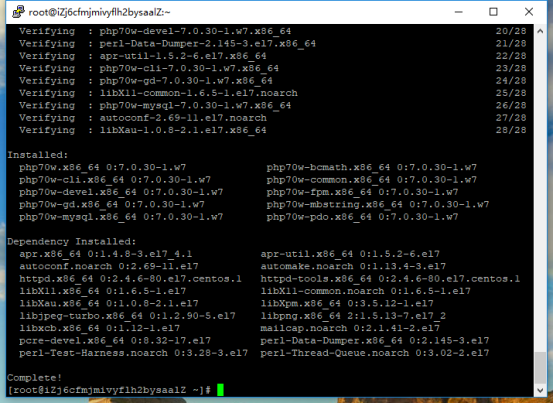 root@iZj6cfmjmivyflh2bysaalZ:~
Verifying  : php70w-devel-7.0.30-1.w7.x86_64 20/28
Verifying  : perl-Data-Dumper-2.145-3.el7.x86_64 21/28
Verifying  : apr-util-1.5.2-6.el7.x86_64 22/28
Verifying  : php70w-cli-7.0.30-1.w7.x86_64 23/28
Verifying  : php70w-gd-7.0.30-1.w7.x86_64 24/28
Verifying  : libX11-common-1.6.5-1.el7.noarch 25/28
Verifying  : php70w-mysql-7.0.30-1.w7.x86_64 26/28
Verifying  : autoconf-2.69-11.el7.noarch 27/28
Verifying  : libXau-1.0.8-2.1.el7.x86_64 28/28
Installed:
php70w.x86_64 0:7.0.30-1.w7 php70w-bcmath.x86_64 0:7.0.30-1.w7
php70w-cli.x86_64 0:7.0.30-1.w7 php70w-common.x86_64 0:7.0.30-1.w7
php70w-devel.x86_64 0:7.0.30-1.w7 php70w-fpm.x86_64 0:7.0.30-1.w7
php70w-gd.x86_64 0:7.0.30-1.w7 php70w-mbstring.x86_64 0:7.0.30-1.w7
php70w-mysql.x86_64 0:7.0.30-1.w7 php70w-pdo.x86_64 0:7.0.30-1.w7
Dependency Installed:
apr.x86_64 0:1.4.8-3.el7_4.1 apr-util.x86_64 0:1.5.2-6.el7
autoconf.noarch 0:2.69-11.el7 automake.noarch 0:1.13.4-3.el7
httpd.x86_64 0:2.4.6-80.el7.centos.1 httpd-tools.x86_64 0:2.4.6-80.el7.centos.1
libX11.x86_64 0:1.6.5-1.el7 libX11-common.noarch 0:1.6.5-1.el7
libXau.x86_64 0:1.0.8-2.1.el7 libXpm.x86_64 0:3.5.12-1.el7
libjpeg-turbo.x86_64 0:1.2.90-5.el7 libpng.x86_64 2:1.5.13-7.el7_2
libxcb.x86_64 0:1.12-1.el7 mailcap.noarch 0:2.1.41-2.el7
pcre-devel.x86_64 0:8.32-17.el7 perl-Data-Dumper.x86_64 0:2.145-3.el7
perl-Test-Harness.noarch 0:3.28-3.el7 perl-Thread-Queue.noarch 0:3.02-2.el7
Complete!
[root@iZj6cfmjmivyflh2bysaalZ ~]#